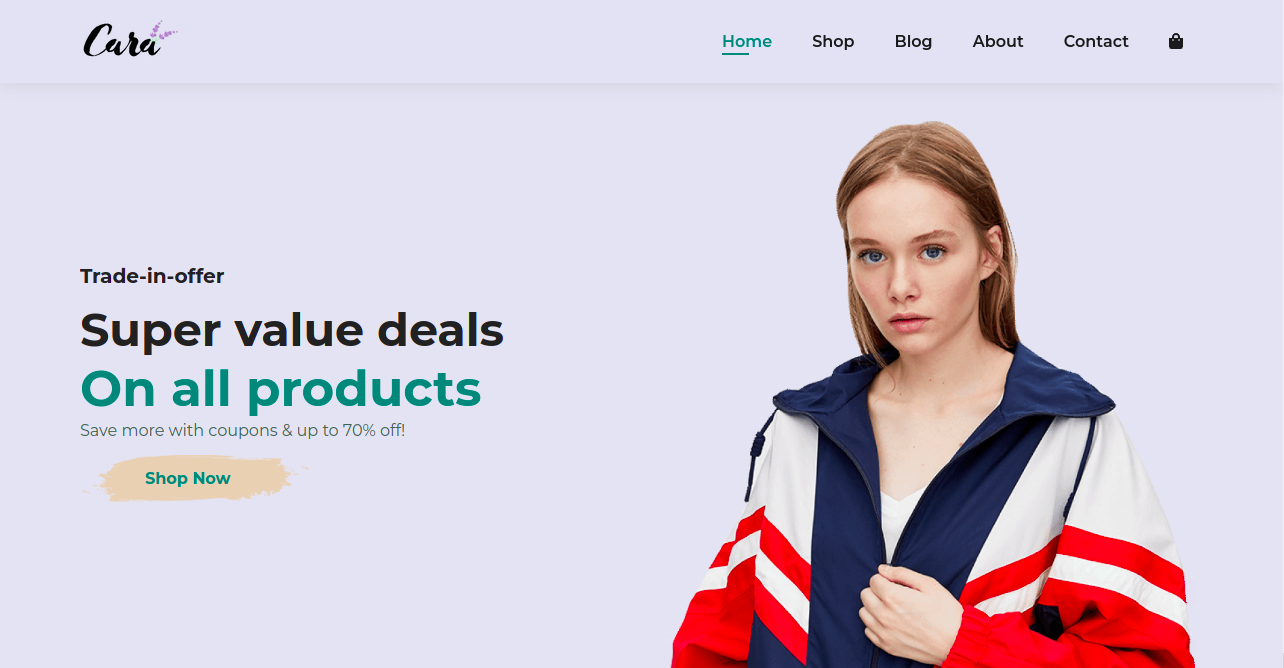 Cara
Home Shop Blog About Contact
Trade-in-offer
Super value deals
On all products
Save more with coupons & up to 70% off!
Shop Now